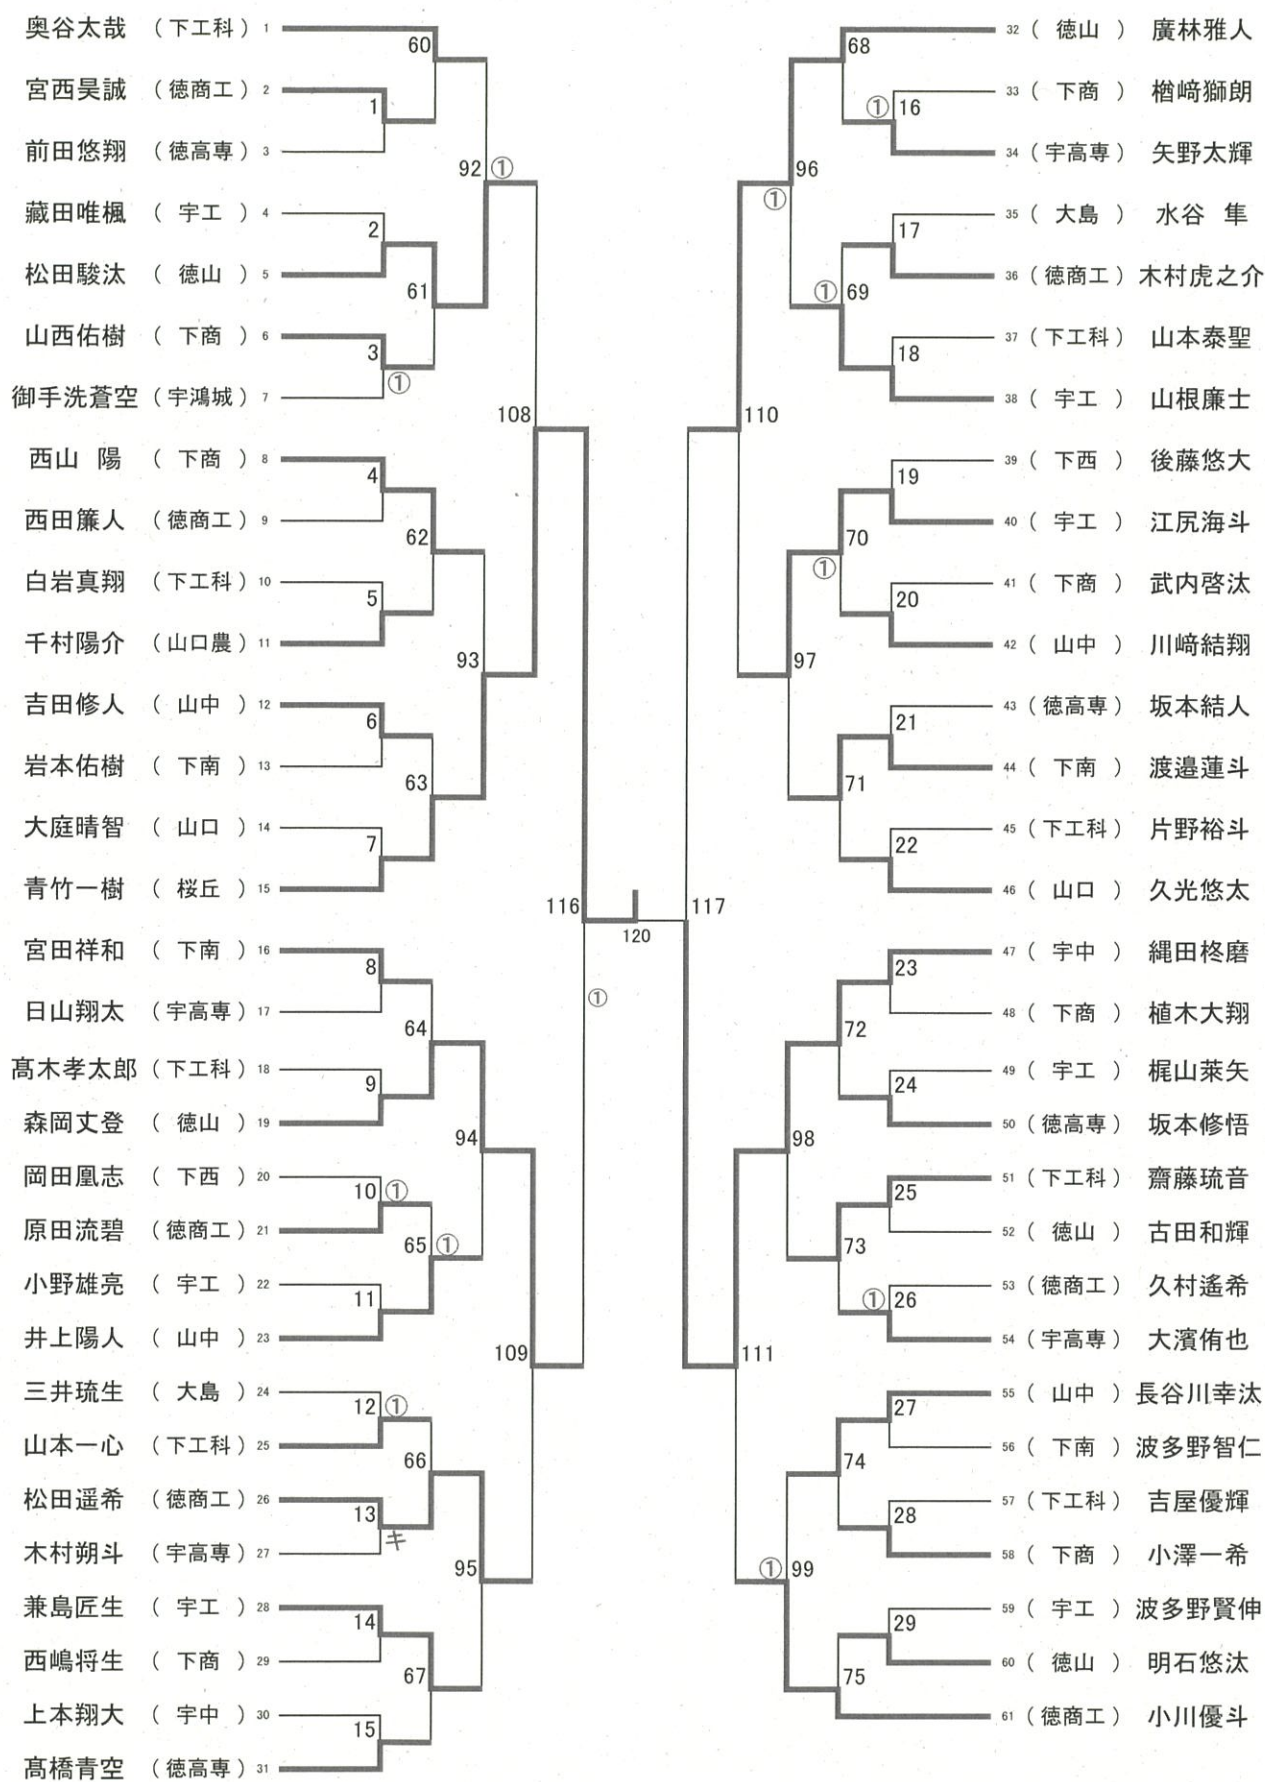 奥谷太哉 (下工科) 1
宮西昊誠 (徳商工) 2
前田悠翔 (徳高専) 3
藏田唯楓 (宇工) 4
松田駿汰 (徳山) 5
山西佑樹 (下商) 6
御手洗蒼空 (宇鴻城) 7
西山 陽 (下商) 8
西田簾人 (徳商工) 9
白岩真翔 (下工科) 10
千村陽介 (山口農) 11
吉田修人 (山中) 12
岩本佑樹 (下南) 13
大庭晴智 (山口) 14
青竹一樹 (桜丘) 15
宮田祥和 (下南) 16
日山翔太 (宇高専) 17
髙木孝太郎 (下工科) 18
森岡丈登 (徳山) 19
岡田凰志 (下西) 20
原田流碧 (徳商工) 21
小野雄亮 (宇工) 22
井上陽人 (山中) 23
三井琉生 (大島) 24
山本一心 (下工科) 25
松田遥希 (徳商工) 26
木村朔斗 (宇高専) 27
兼島匠生 (宇工) 28
西嶋将生 (下商) 29
上本翔大 (宇中) 30
髙橋青空 (徳高専) 31
60
1
92 ①
2
61
3 ①
108
4
62
5
93
6
63
7
116
8
64
9
94
10 ①
65 ①
11
109
12 ①
66
13 キ
95
14
67
15
①
120
117
68
① 16
96
①
17
① 69
18
110
19
70
①
20
97
21
71
22
23
72
24
98
25
73
① 26
111
27
74
28
① 99
29
75
32 (徳山) 廣林雅人
33 (下商) 楢﨑獅朗
34 (宇高専) 矢野太輝
35 (大島) 水谷 隼
36 (徳商工) 木村虎之介
37 (下工科) 山本泰聖
38 (宇工) 山根廉士
39 (下西) 後藤悠大
40 (宇工) 江尻海斗
41 (下商) 武内啓汰
42 (山中) 川﨑結翔
43 (徳高専) 坂本結人
44 (下南) 渡邉蓮斗
45 (下工科) 片野裕斗
46 (山口) 久光悠太
47 (宇中) 縄田柊磨
48 (下商) 植木大翔
49 (宇工) 梶山萊矢
50 (徳高専) 坂本修悟
51 (下工科) 齋藤琉音
52 (徳山) 古田和輝
53 (徳商工) 久村遙希
54 (宇高専) 大濱侑也
55 (山中) 長谷川幸汰
56 (下南) 波多野智仁
57 (下工科) 吉屋優輝
58 (下商) 小澤一希
59 (宇工) 波多野賢伸
60 (徳山) 明石悠汰
61 (徳商工) 小川優斗